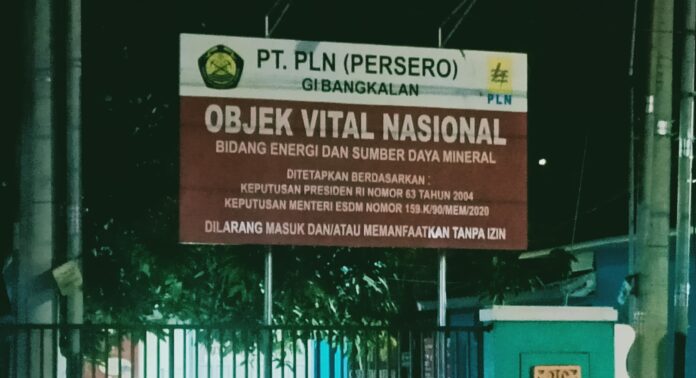 PT. PLN (PERSERO)
GI BANGKALAN
PLN
OBJEK VITAL NASIONAL
BIDANG ENERGI DAN SUMBER DAYA MINERAL
DITETAPKAN BERDASARKAN :
KEPUTUSAN PRESIDEN RI NOMOR 63 TAHUN 2004
KEPUTUSAN MENTERI ESDM NOMOR 159.K/90/MEM/2020
DILARANG MASUK DAN/ATAU MEMANFAATKAN TANPA IZIN